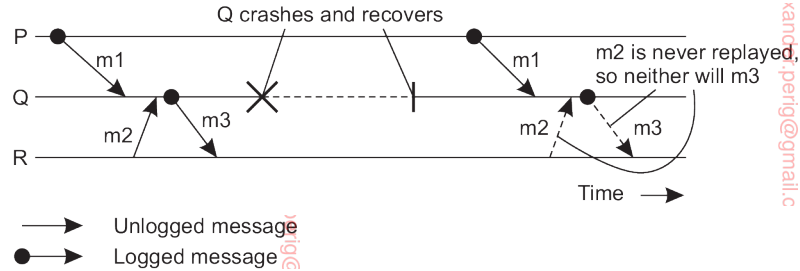 Q crashes and recovers
P
m1
m1
m2 is never replayed,
so neither will m3
Q
m2
m3
m2
m3
R
Time
Unlogged message
Logged message